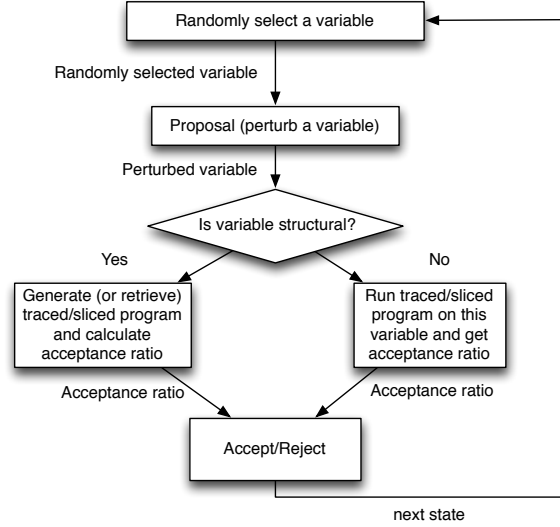 Randomly select a variable
Randomly selected variable
Proposal (perturb a variable)
Perturbed variable
Is variable structural?
Yes
No
Generate (or retrieve)
traced/sliced program
and calculate
acceptance ratio
Run traced/sliced
program on this
variable and get
acceptance ratio
Acceptance ratio
Acceptance ratio
Accept/Reject
next state